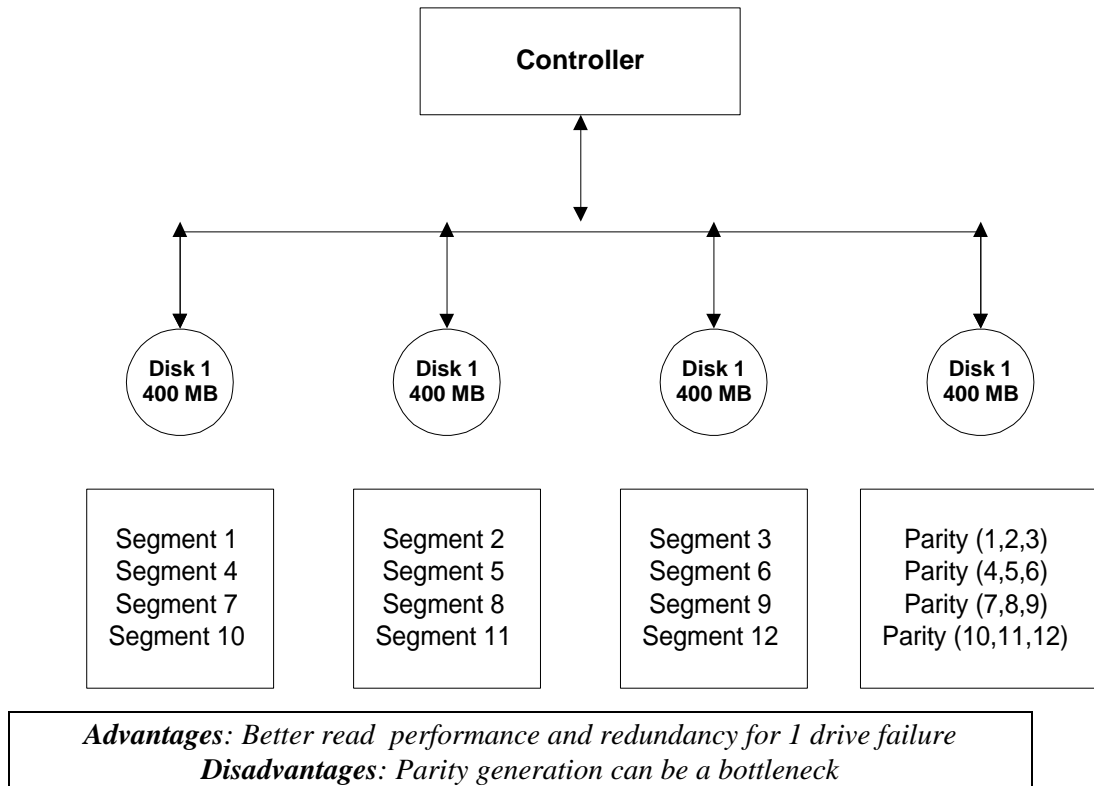 Controller
Disk 1
400 MB
Disk 1
400 MB
Disk 1
400 MB
Disk 1
400 MB
Segment 1
Segment 4
Segment 7
Segment 10
Segment 2
Segment 5
Segment 8
Segment 11
Segment 3
Segment 6
Segment 9
Segment 12
Parity (1,2,3)
Parity (4,5,6)
Parity (7,8,9)
Parity (10,11,12)
Advantages: Better read performance and redundancy for 1 drive failure
Disadvantages: Parity generation can be a bottleneck